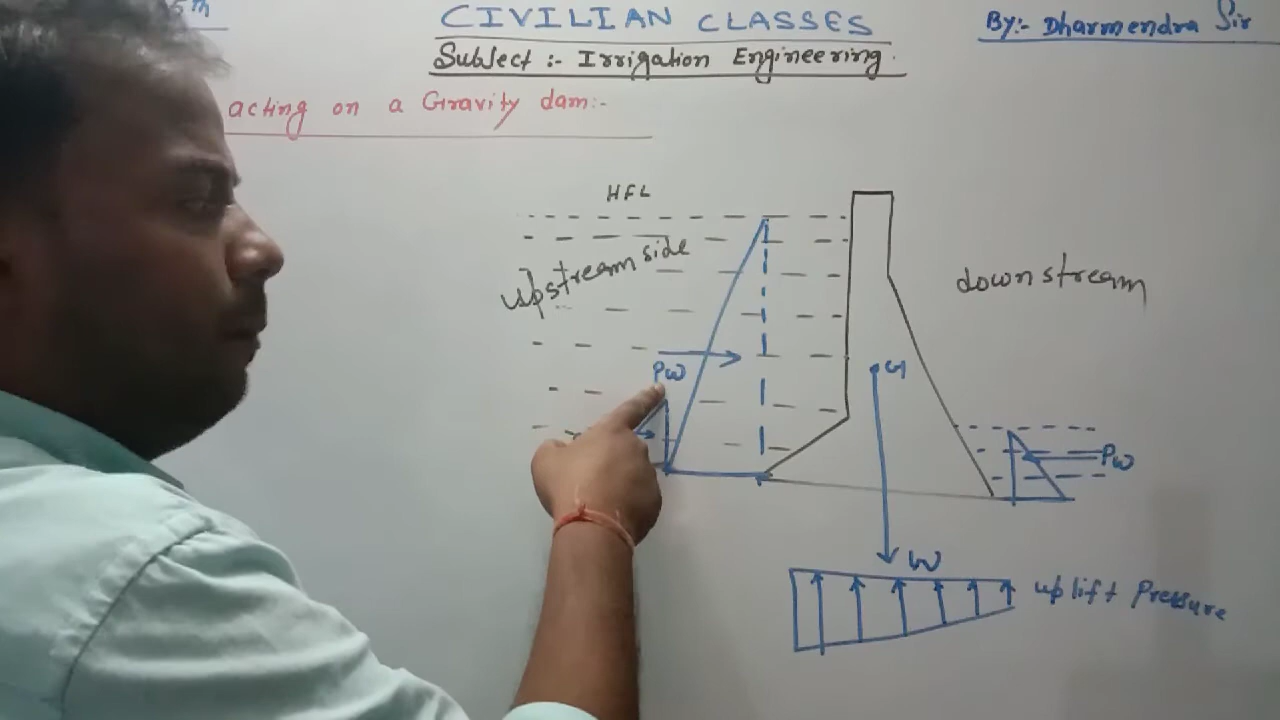 5th
CIVILIAN CLASSES
By:- Dharmendra Sir
Subject :- Irrigation Engineering.
acting on a Gravity dam:-
HFL
upstream side
downstream
Pw
G
Pw
W
uplift Pressure